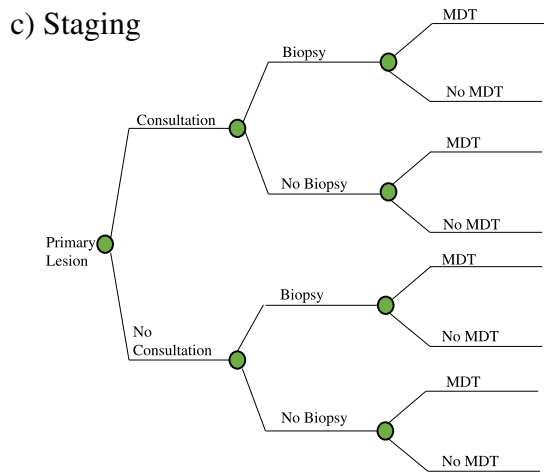 c) Staging
MDT
Biopsy
No MDT
Consultation
MDT
No Biopsy
No MDT
Primary
Lesion
MDT
Biopsy
No
Consultation
No MDT
MDT
No Biopsy
No MDT